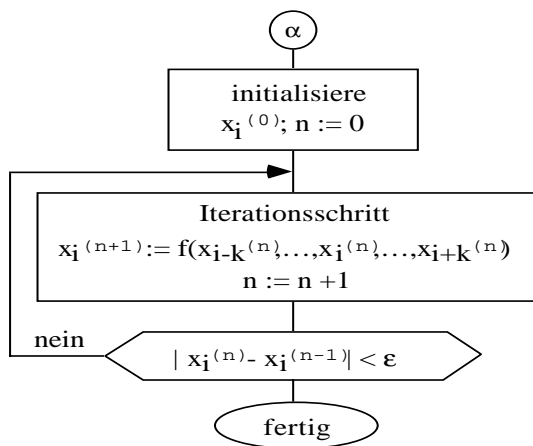 α
initialisiere
xᵢ⁽⁰⁾; n := 0
Iterationsschritt
xᵢ⁽ⁿ⁺¹⁾:= f(xᵢ₋ₖ⁽ⁿ⁾,…,xᵢ⁽ⁿ⁾,…,xᵢ₊ₖ⁽ⁿ⁾)
n := n +1
nein
| xᵢ⁽ⁿ⁾- xᵢ⁽ⁿ⁻¹⁾| < ε
fertig